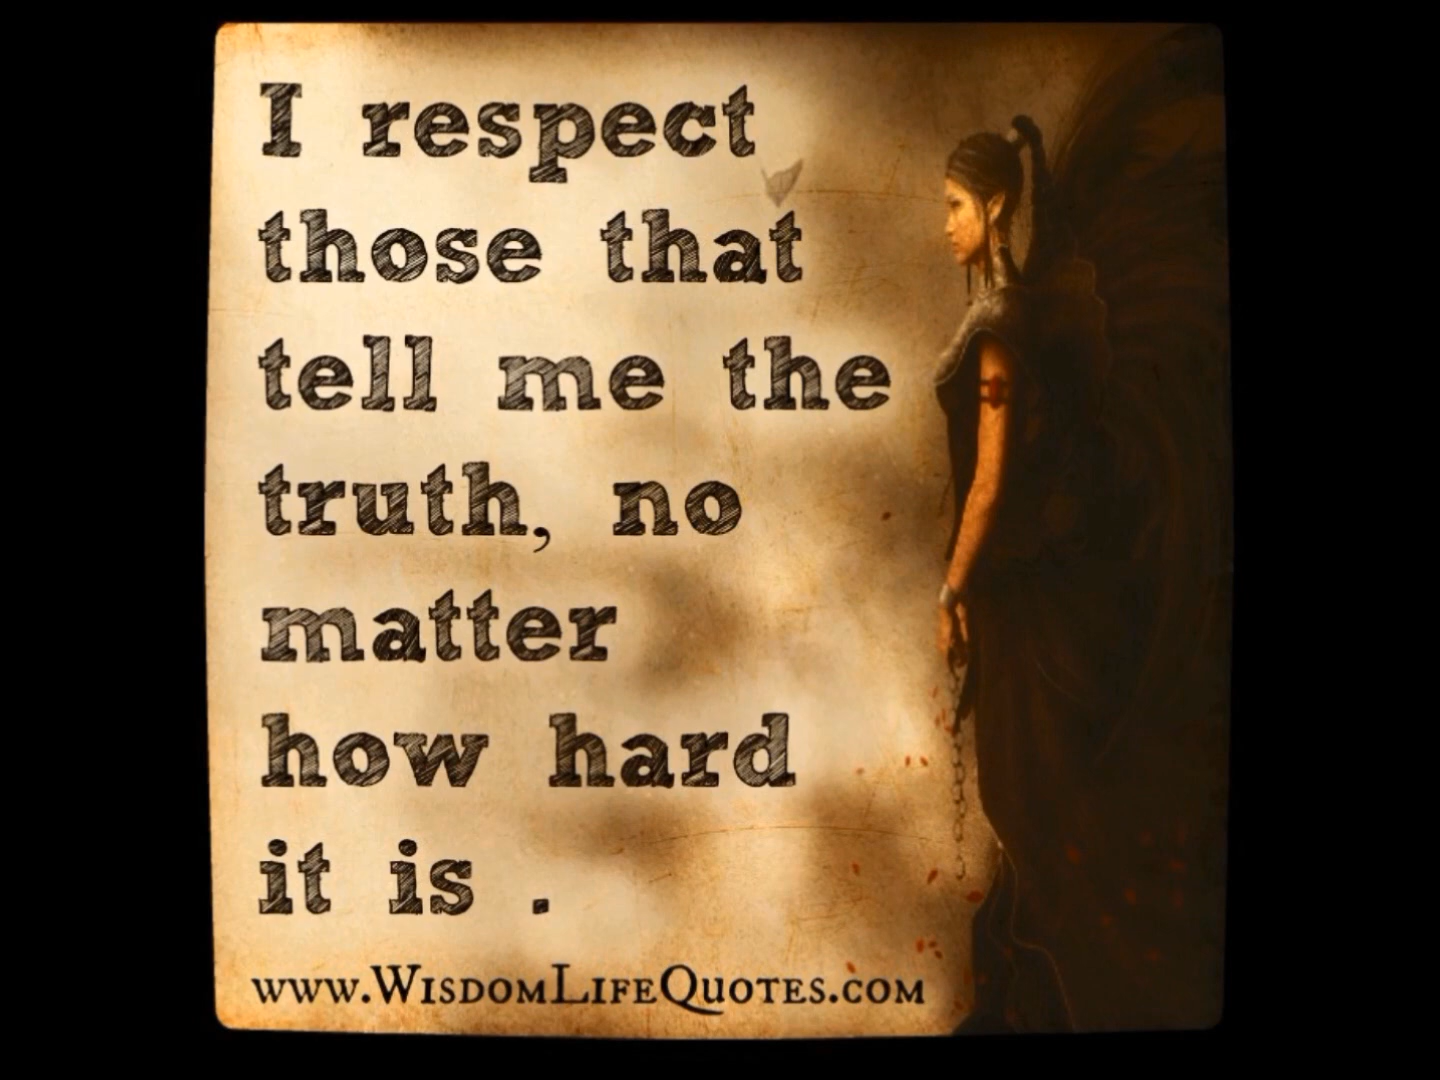 I respect
those that
tell me the
truth, no
matter
how hard
it is .
www.WisdomLifeQuotes.com